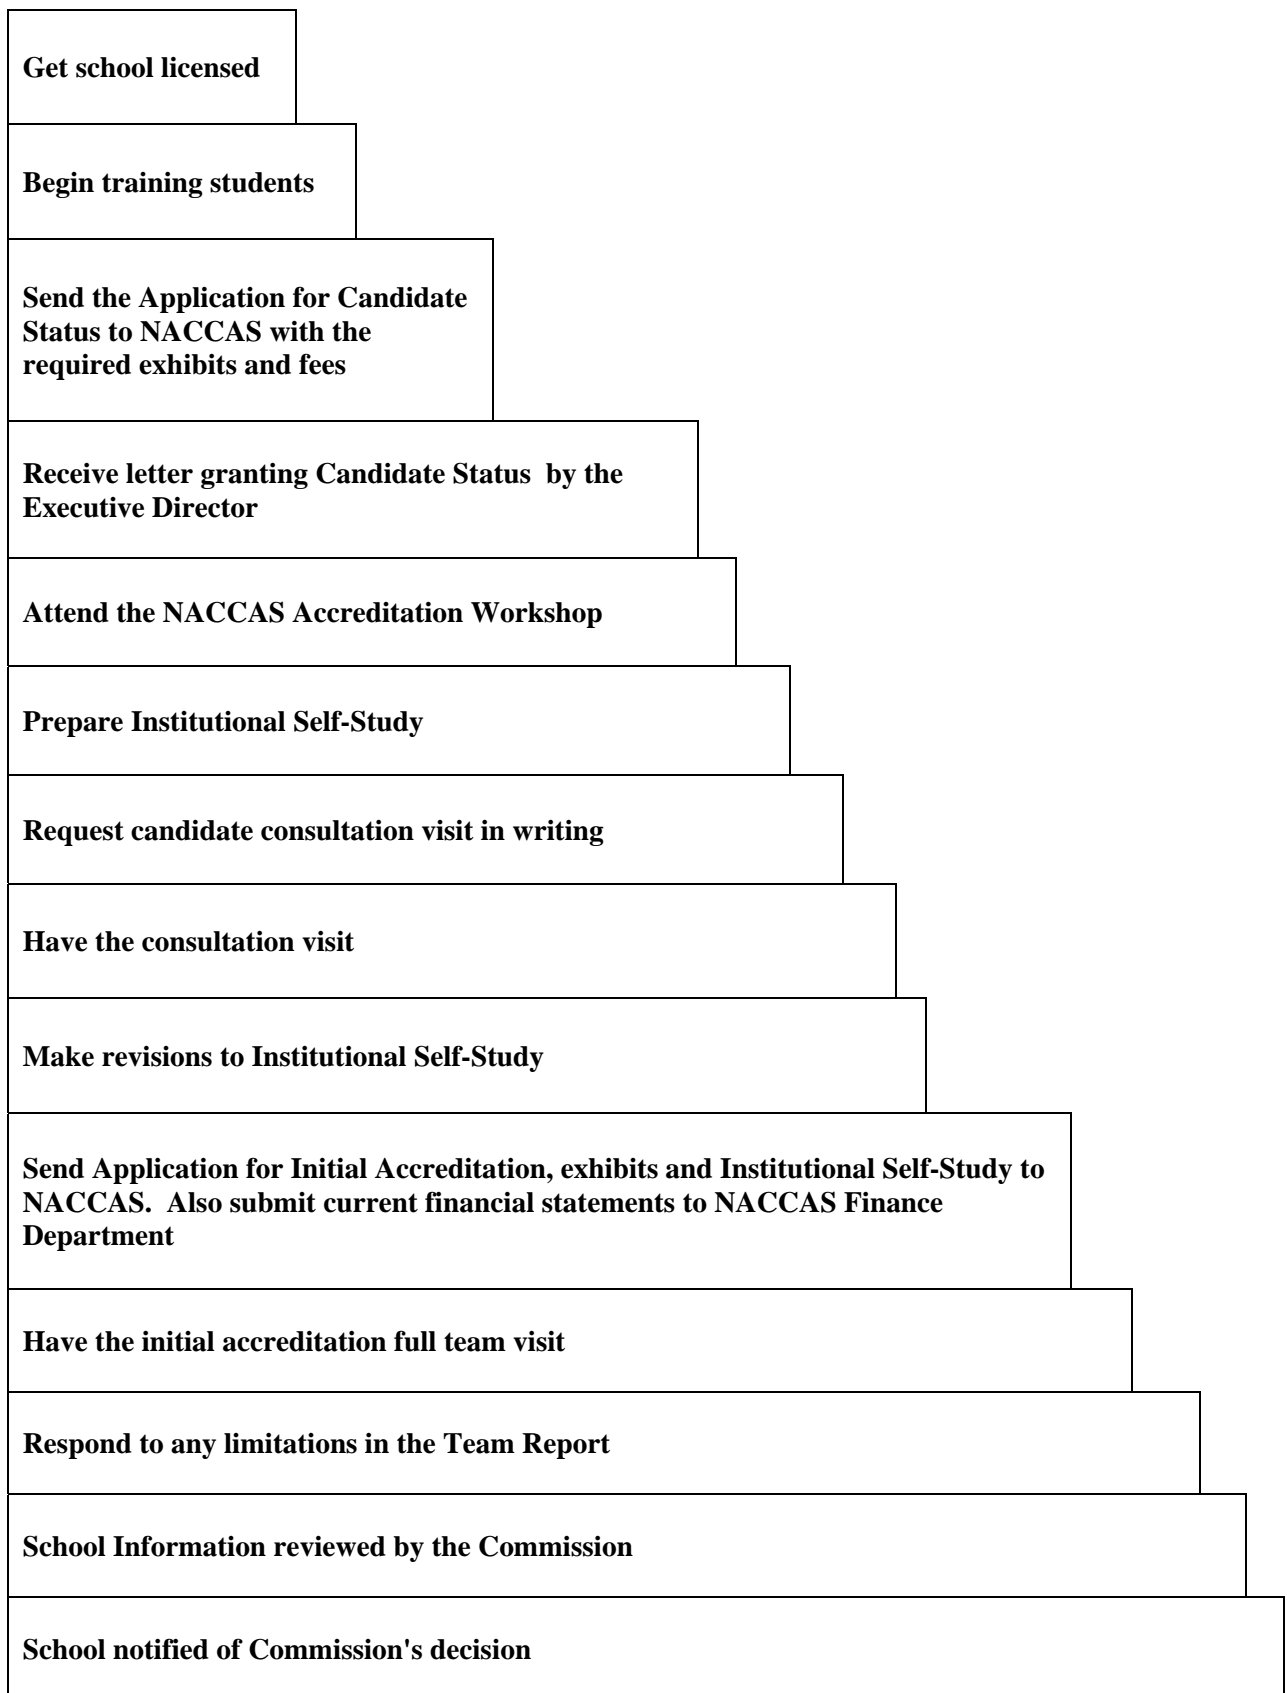 Get school licensed
Begin training students
Send the Application for Candidate
Status to NACCAS with the
required exhibits and fees
Receive letter granting Candidate Status  by the
Executive Director
Attend the NACCAS Accreditation Workshop
Prepare Institutional Self-Study
Request candidate consultation visit in writing
Have the consultation visit
Make revisions to Institutional Self-Study
Send Application for Initial Accreditation, exhibits and Institutional Self-Study to
NACCAS.  Also submit current financial statements to NACCAS Finance
Department
Have the initial accreditation full team visit
Respond to any limitations in the Team Report
School Information reviewed by the Commission
School notified of Commission's decision